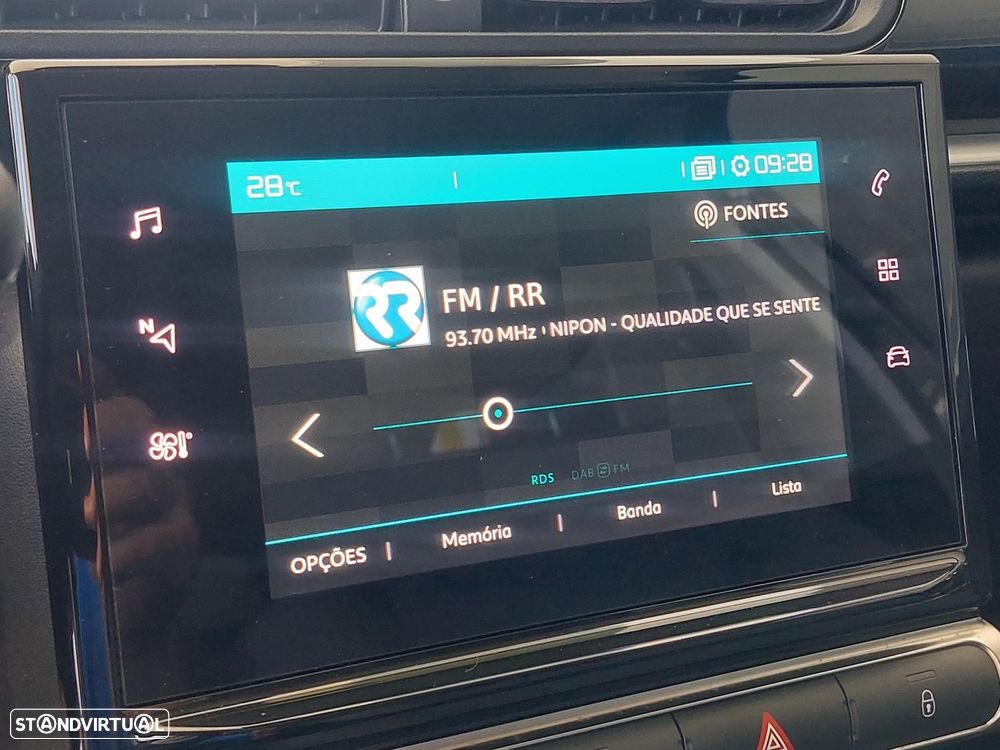 28°C
09:28
FONTES
RR
FM / RR
93.70 MHz NIPON - QUALIDADE QUE SE SENTE
N
RDS
DAB FM
OPÇÕES | Memória | Banda | Lista
STANDVIRTUAL